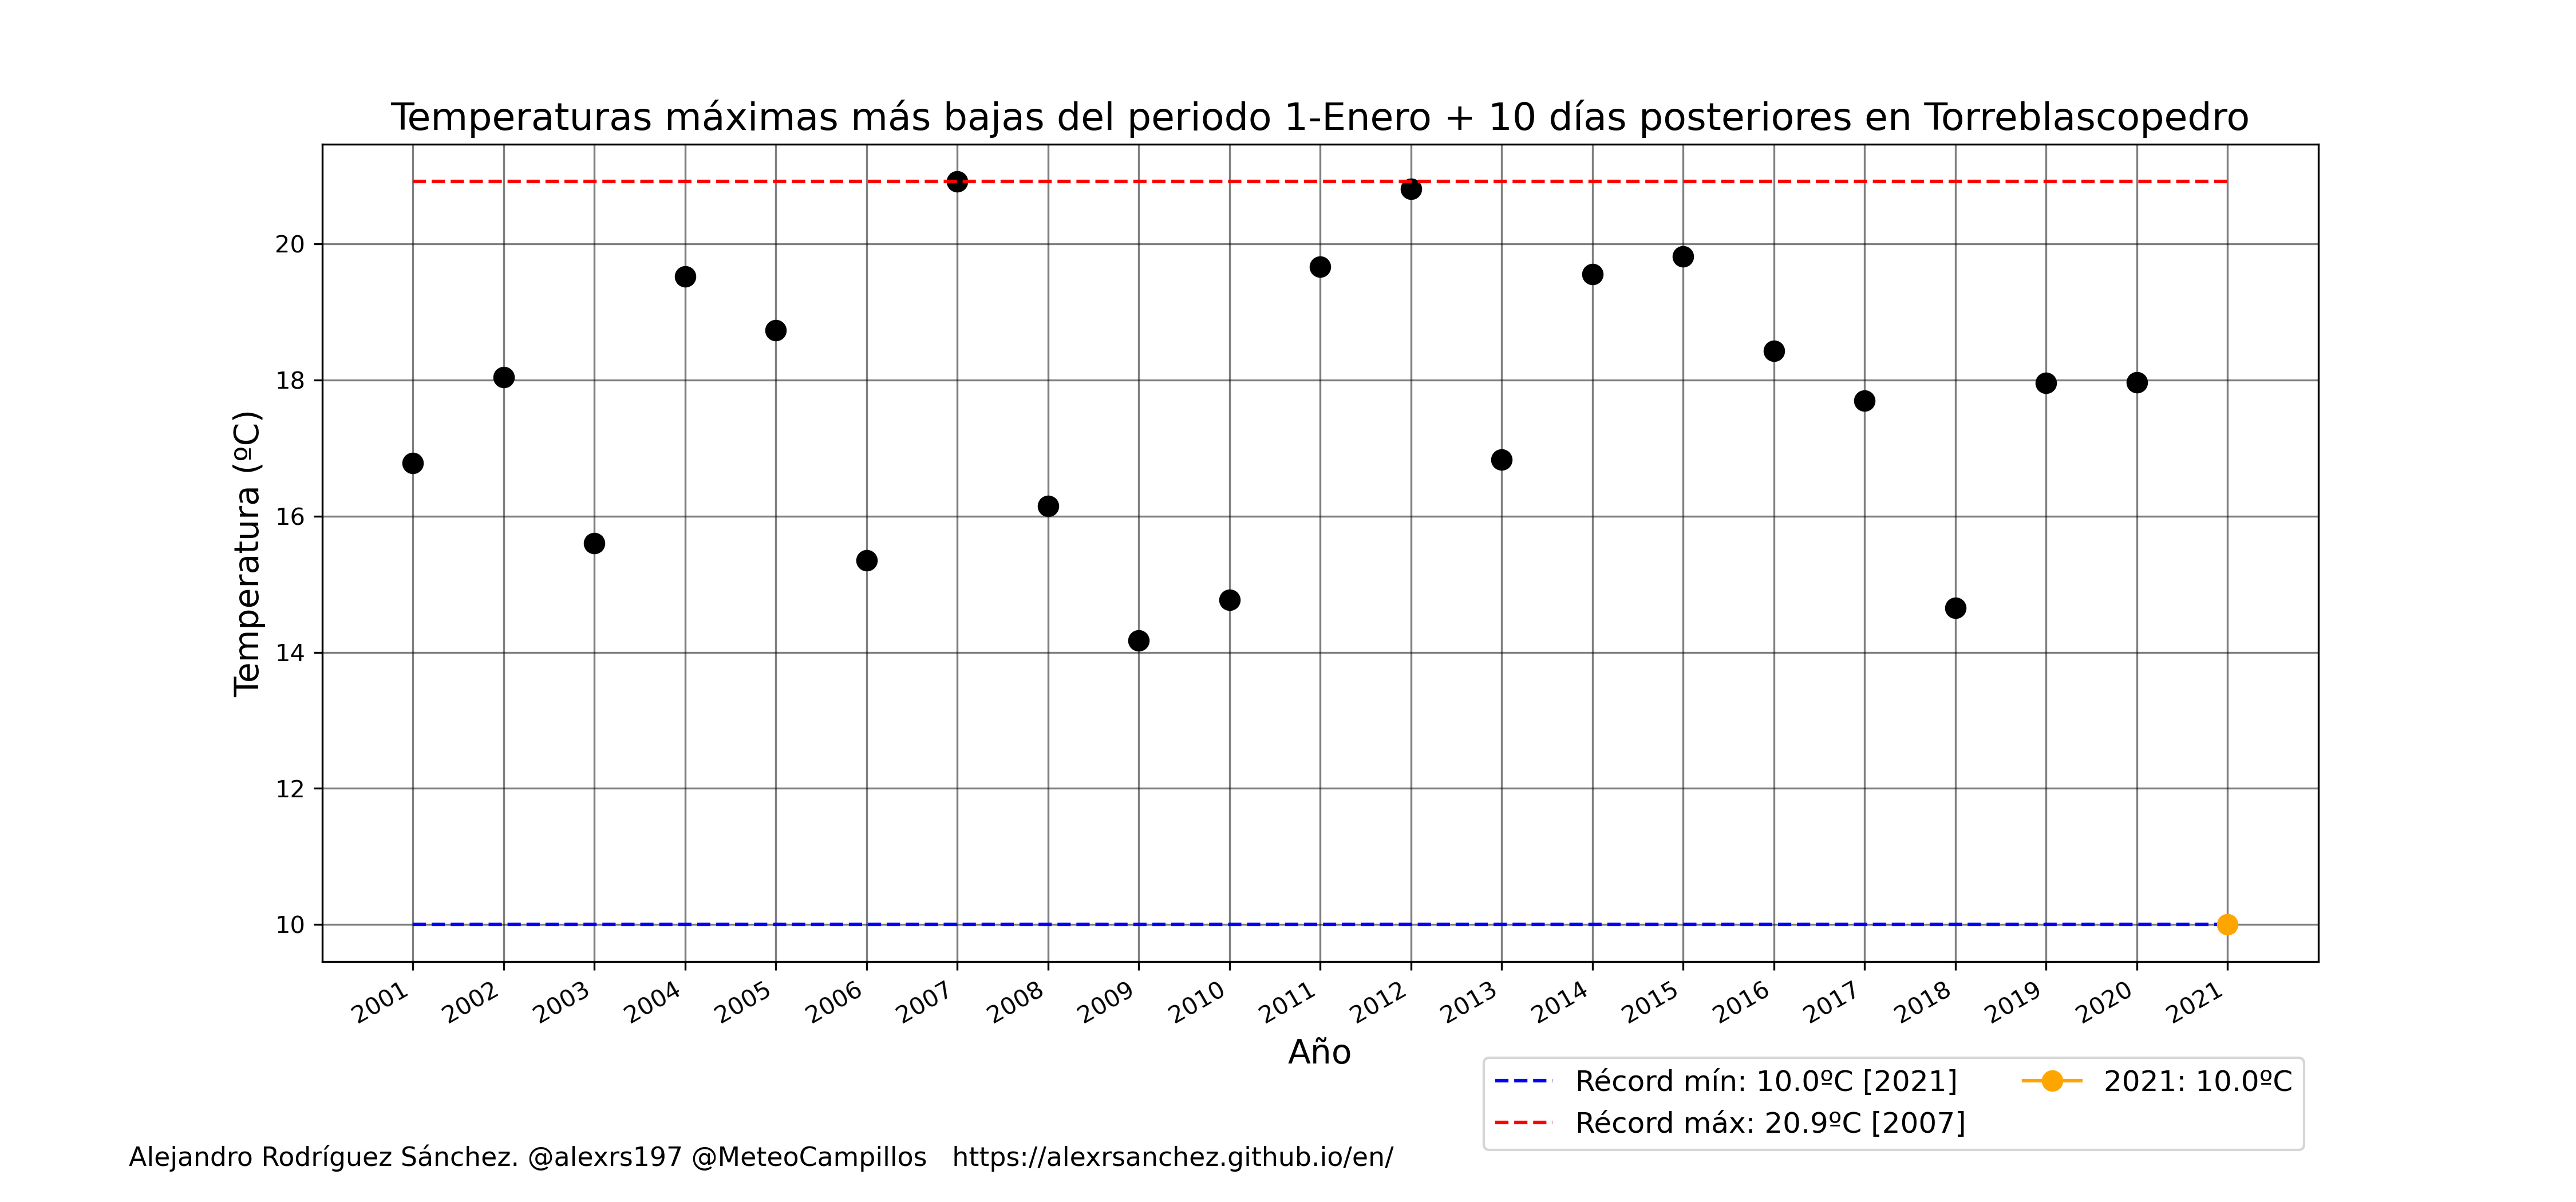 Temperaturas máximas más bajas del periodo 1-Enero + 10 días posteriores en Torreblascopedro
Temperatura (ºC)
20
18
16
14
12
10
2001 2002 2003 2004 2005 2006 2007 2008 2009 2010 2011 2012 2013 2014 2015 2016 2017 2018 2019 2020 2021
Año
Récord mín: 10.0ºC [2021]
Récord máx: 20.9ºC [2007]
2021: 10.0ºC
Alejandro Rodríguez Sánchez. @alexrs197 @MeteoCampillos https://alexrsanchez.github.io/en/